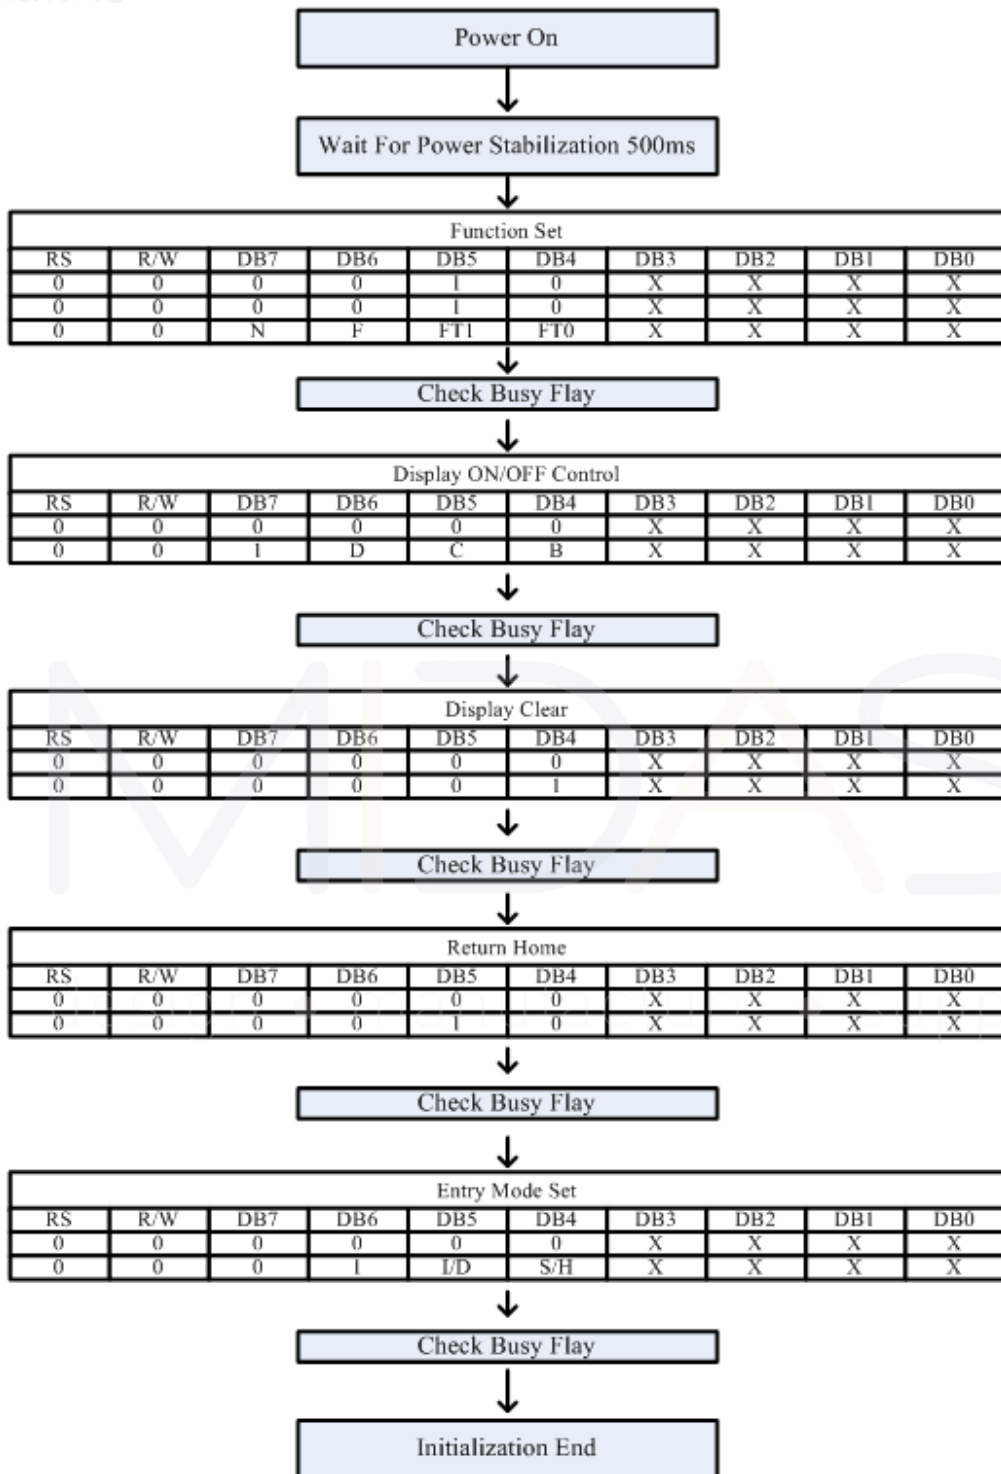 Power On
Wait For Power Stabilization 500ms
Function Set
RS R/W DB7 DB6 DB5 DB4 DB3 DB2 DB1 DB0
0 0 0 0 1 0 X X X X
0 0 0 0 1 0 X X X X
0 0 N F FT1 FT0 X X X X
Check Busy Flay
Display ON/OFF Control
RS R/W DB7 DB6 DB5 DB4 DB3 DB2 DB1 DB0
0 0 0 0 0 0 X X X X
0 0 1 D C B X X X X
Check Busy Flay
Display Clear
RS R/W DB7 DB6 DB5 DB4 DB3 DB2 DB1 DB0
0 0 0 0 0 0 X X X X
0 0 0 0 0 1 X X X X
Check Busy Flay
MIDAS
Return Home
RS R/W DB7 DB6 DB5 DB4 DB3 DB2 DB1 DB0
0 0 0 0 0 0 X X X X
0 0 0 0 1 0 X X X X
Check Busy Flay
Entry Mode Set
RS R/W DB7 DB6 DB5 DB4 DB3 DB2 DB1 DB0
0 0 0 0 0 0 X X X X
0 0 0 1 I/D S/H X X X X
Check Busy Flay
Initialization End